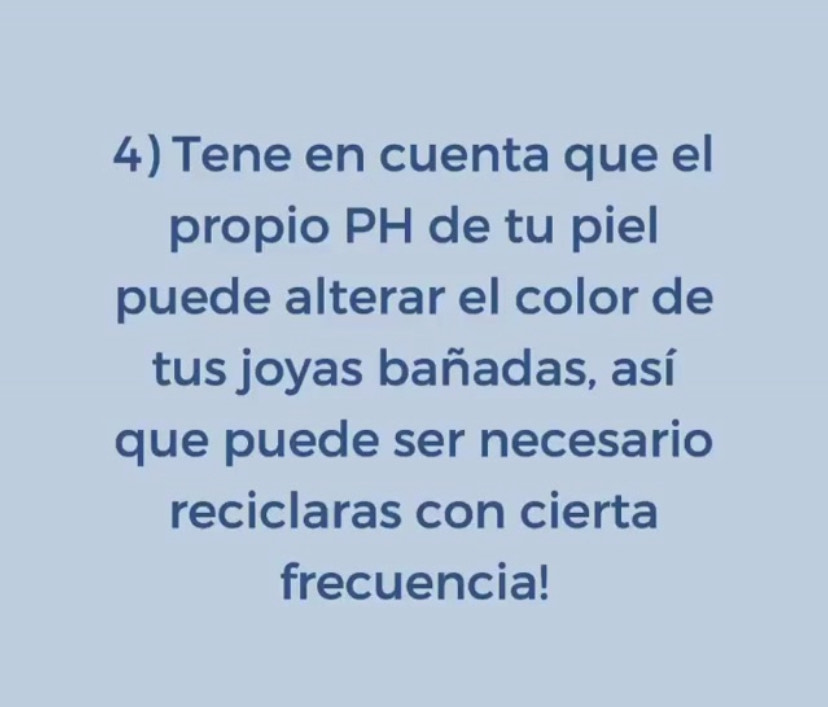 4) Tene en cuenta que el
propio PH de tu piel
puede alterar el color de
tus joyas bañadas, así
que puede ser necesario
reciclaras con cierta
frecuencia!